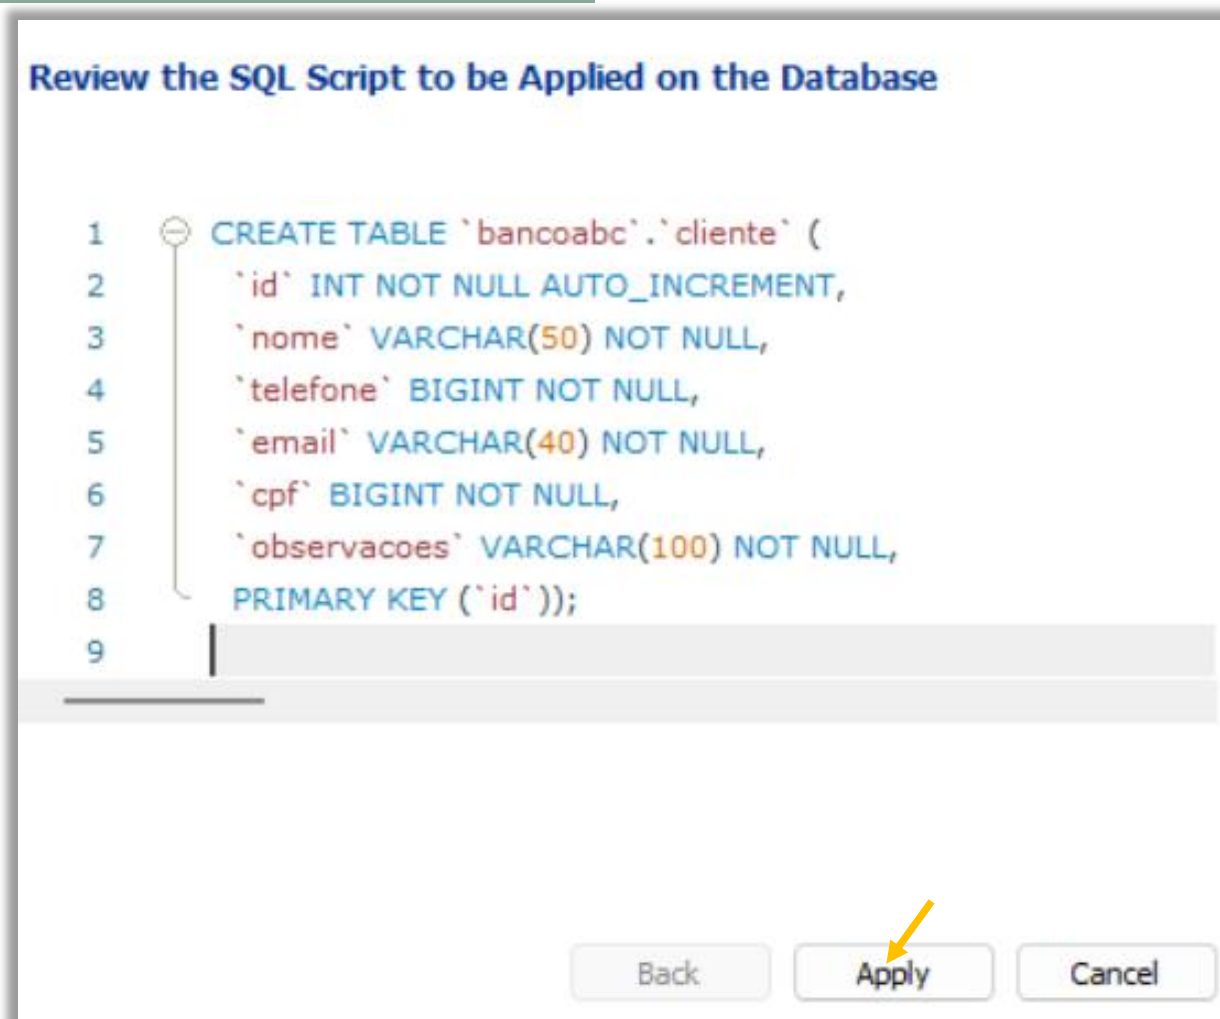 Review the SQL Script to be Applied on the Database
1 CREATE TABLE `bancoabc`.`cliente` (
2 `id` INT NOT NULL AUTO_INCREMENT,
3 `nome` VARCHAR(50) NOT NULL,
4 `telefone` BIGINT NOT NULL,
5 `email` VARCHAR(40) NOT NULL,
6 `cpf` BIGINT NOT NULL,
7 `observacoes` VARCHAR(100) NOT NULL,
8 PRIMARY KEY (`id`));
9
Back Apply Cancel